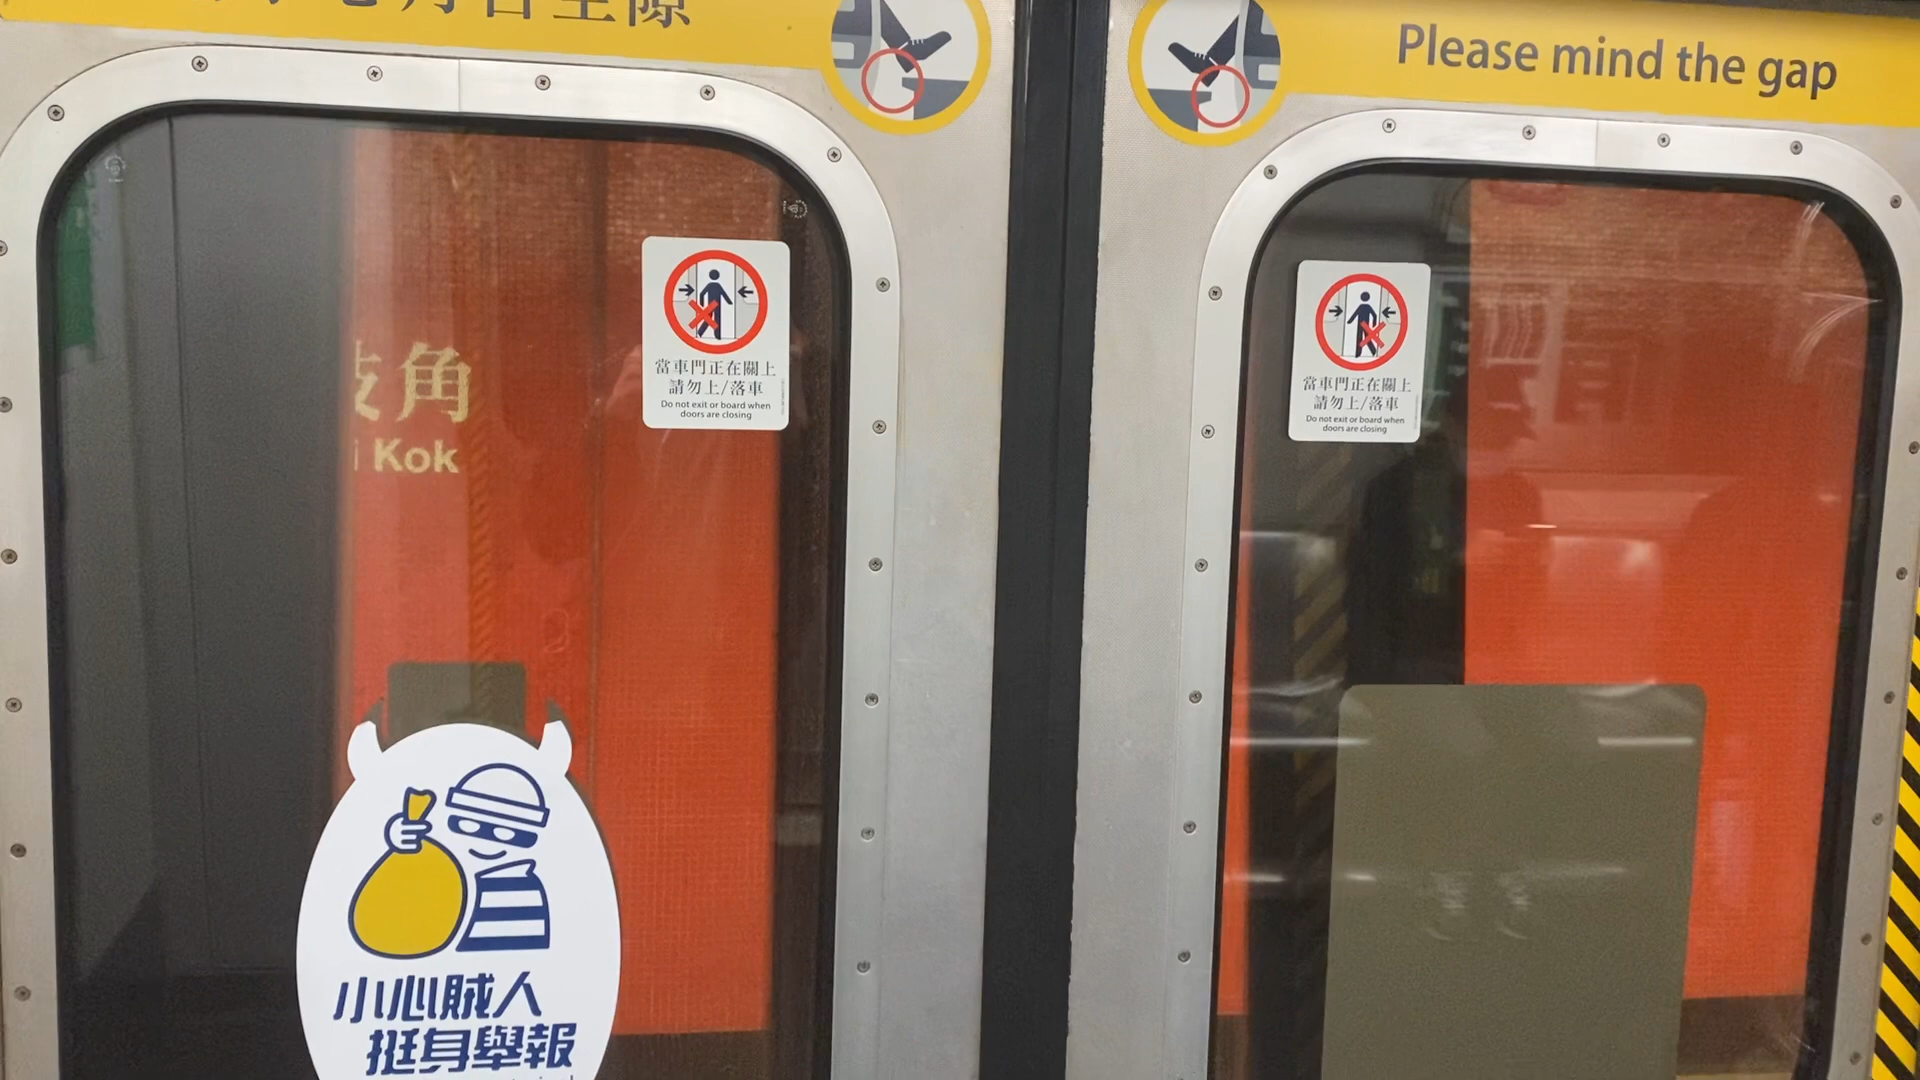 空隙
Please mind the gap
角
Kok
當車門正在關上
請勿上/落車
Do not exit or board when
doors are closing
當車門正在關上
請勿上/落車
Do not exit or board when
doors are closing
小心賊人
挺身舉報